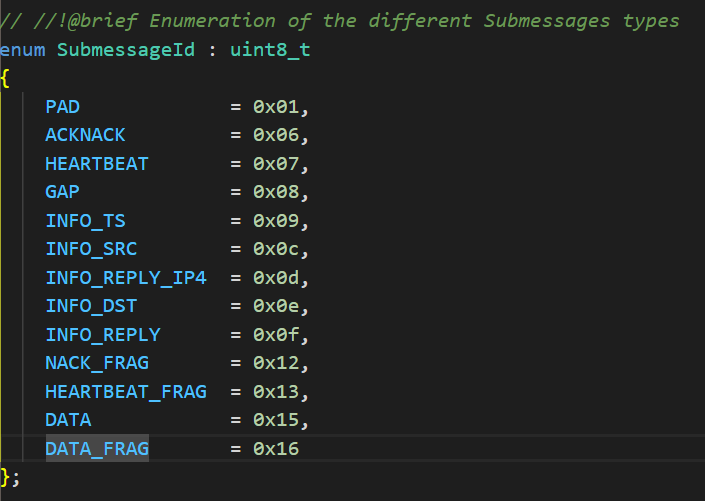 // //!@brief Enumeration of the different Submessages types
enum SubmessageId : uint8_t
{
    PAD             = 0x01,
    ACKNACK         = 0x06,
    HEARTBEAT       = 0x07,
    GAP             = 0x08,
    INFO_TS         = 0x09,
    INFO_SRC        = 0x0c,
    INFO_REPLY_IP4  = 0x0d,
    INFO_DST        = 0x0e,
    INFO_REPLY      = 0x0f,
    NACK_FRAG       = 0x12,
    HEARTBEAT_FRAG  = 0x13,
    DATA            = 0x15,
    DATA_FRAG       = 0x16
};